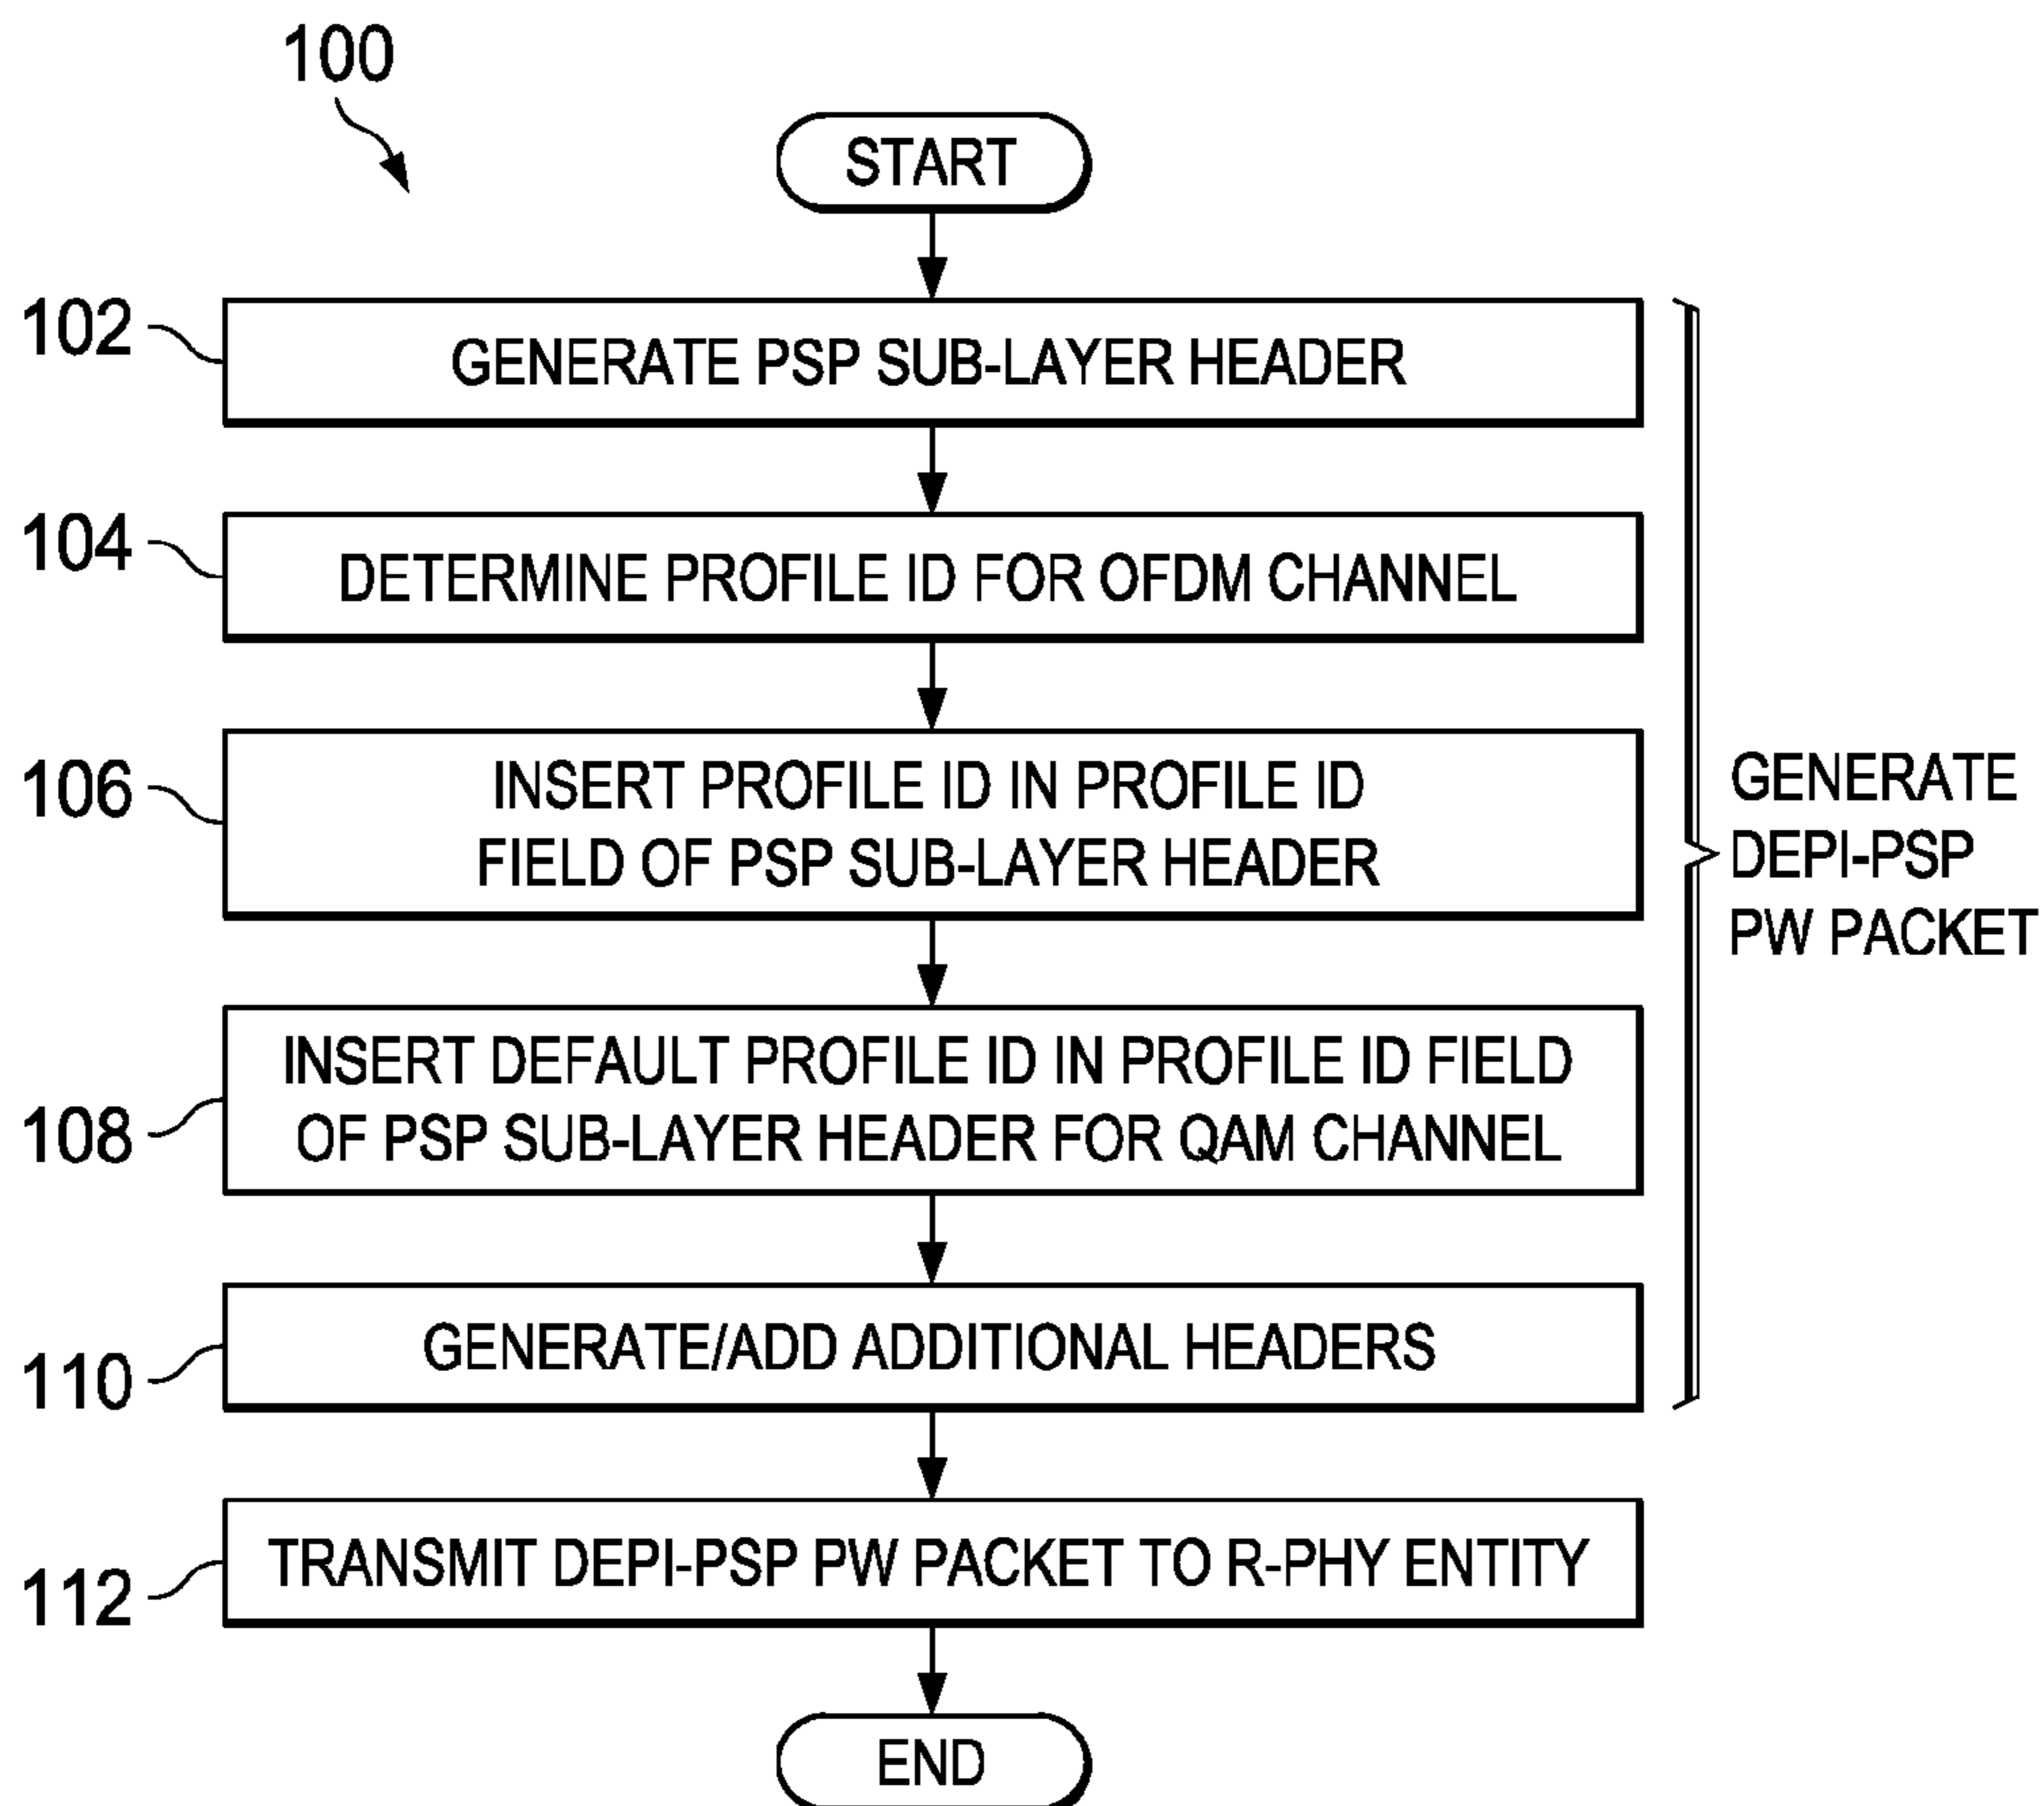 100
START
102
GENERATE PSP SUB-LAYER HEADER
104
DETERMINE PROFILE ID FOR OFDM CHANNEL
106
INSERT PROFILE ID IN PROFILE ID
FIELD OF PSP SUB-LAYER HEADER
GENERATE
DEPI-PSP
PW PACKET
108
INSERT DEFAULT PROFILE ID IN PROFILE ID FIELD
OF PSP SUB-LAYER HEADER FOR QAM CHANNEL
110
GENERATE/ADD ADDITIONAL HEADERS
112
TRANSMIT DEPI-PSP PW PACKET TO R-PHY ENTITY
END